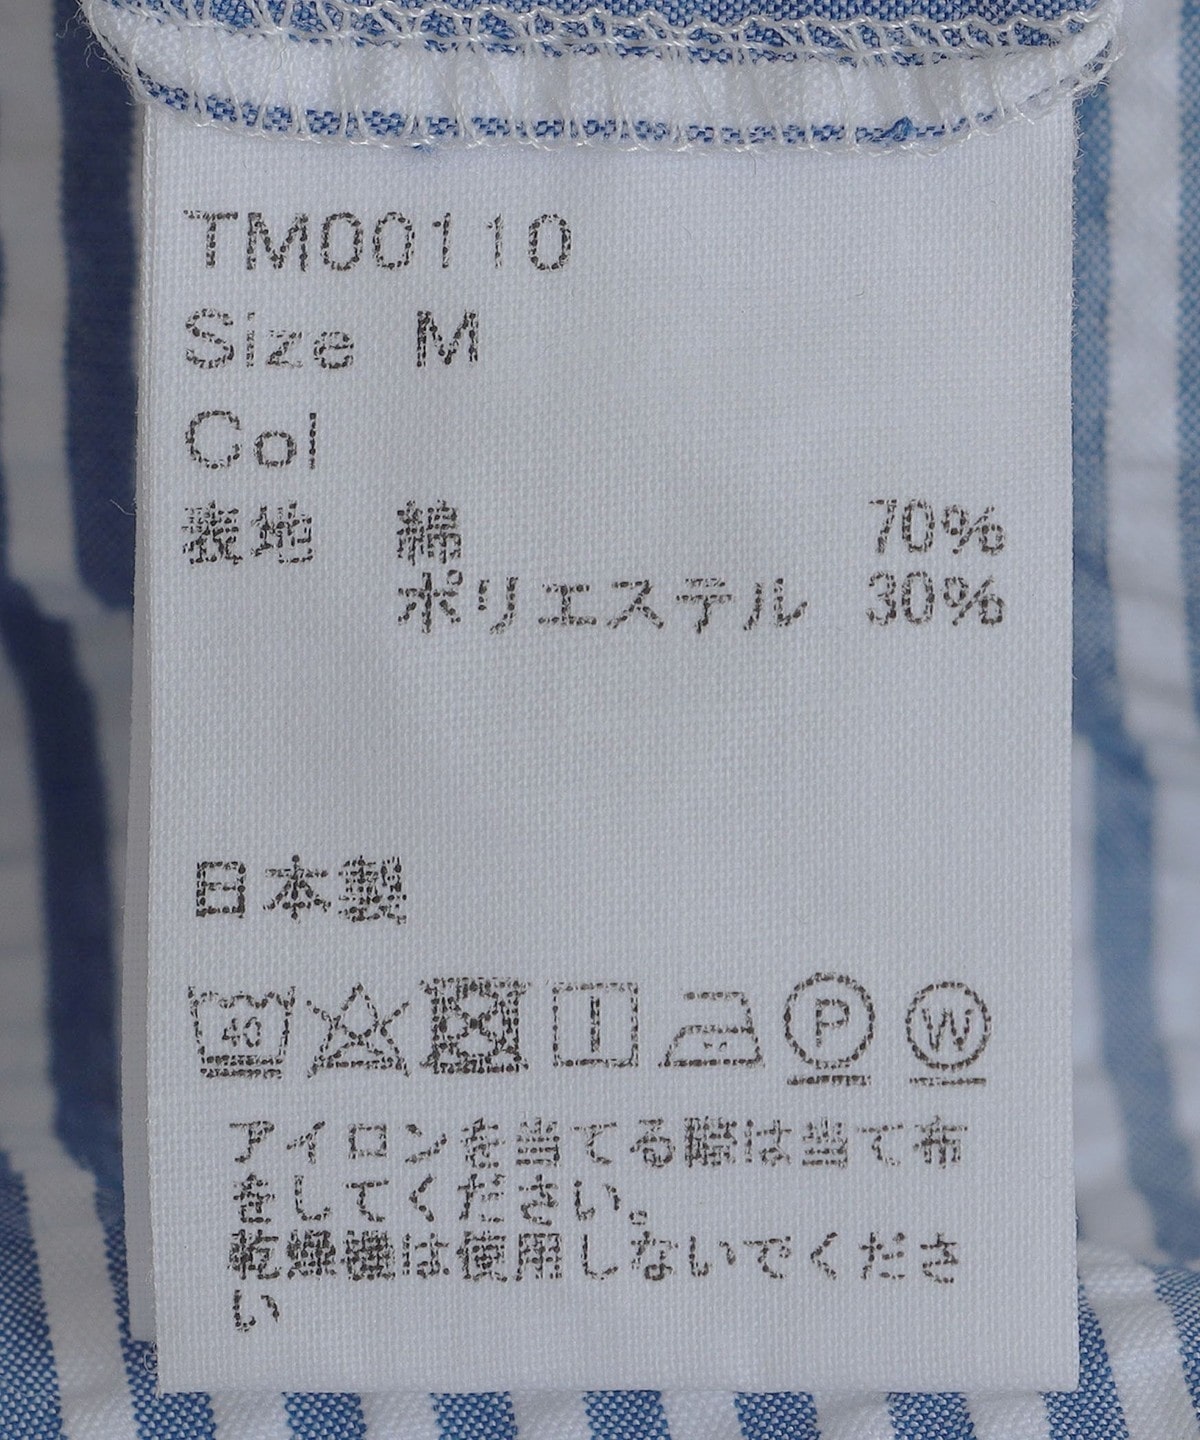 TM00110
Size M
Col
表地 綿 70%
ポリエステル 30%
日本製
40 P W
アイロンを当てる際は当て布
をしてください。
乾燥機は使用しないでくださ
い